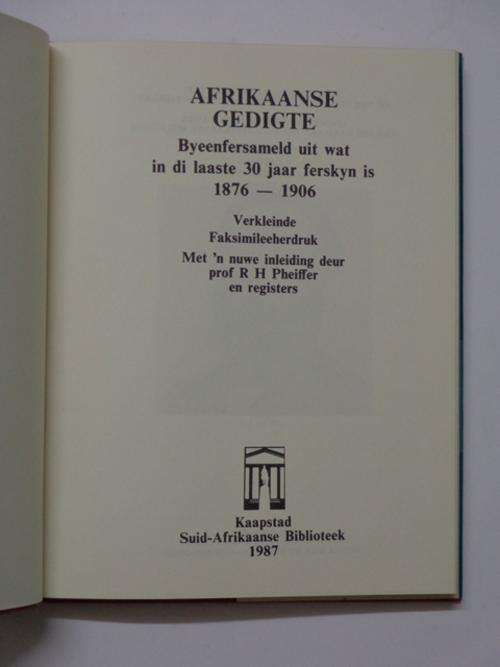 AFRIKAANSE
GEDIGTE
Byeenfersameld uit wat
in di laaste 30 jaar ferskyn is
1876 — 1906
Verkleinde
Faksimileeherdruk
Met 'n nuwe inleiding deur
prof R H Pheiffer
en registers
Kaapstad
Suid-Afrikaanse Biblioteek
1987